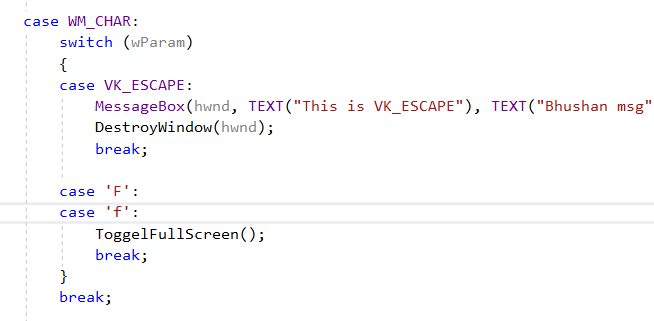 case WM_CHAR:
switch (wParam)
{
case VK_ESCAPE:
MessageBox(hwnd, TEXT("This is VK_ESCAPE"), TEXT("Bhushan msg"
DestroyWindow(hwnd);
break;
case 'F':
case 'f':
ToggelFullScreen();
break;
}
break;